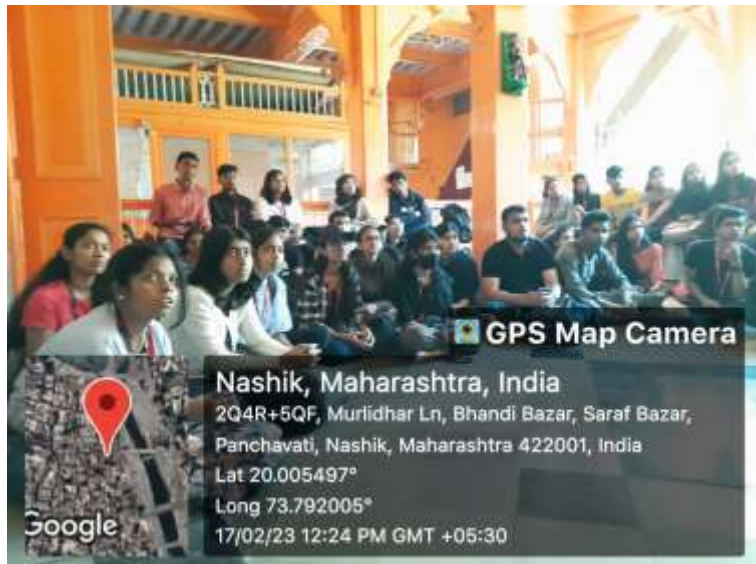 GPS Map Camera
Nashik, Maharashtra, India
2Q4R+5QF, Murlidhar Ln, Bhandi Bazar, Saraf Bazar,
Panchavati, Nashik, Maharashtra 422001, India
Lat 20.005497°
Long 73.792005°
17/02/23 12:24 PM GMT +05:30
Google